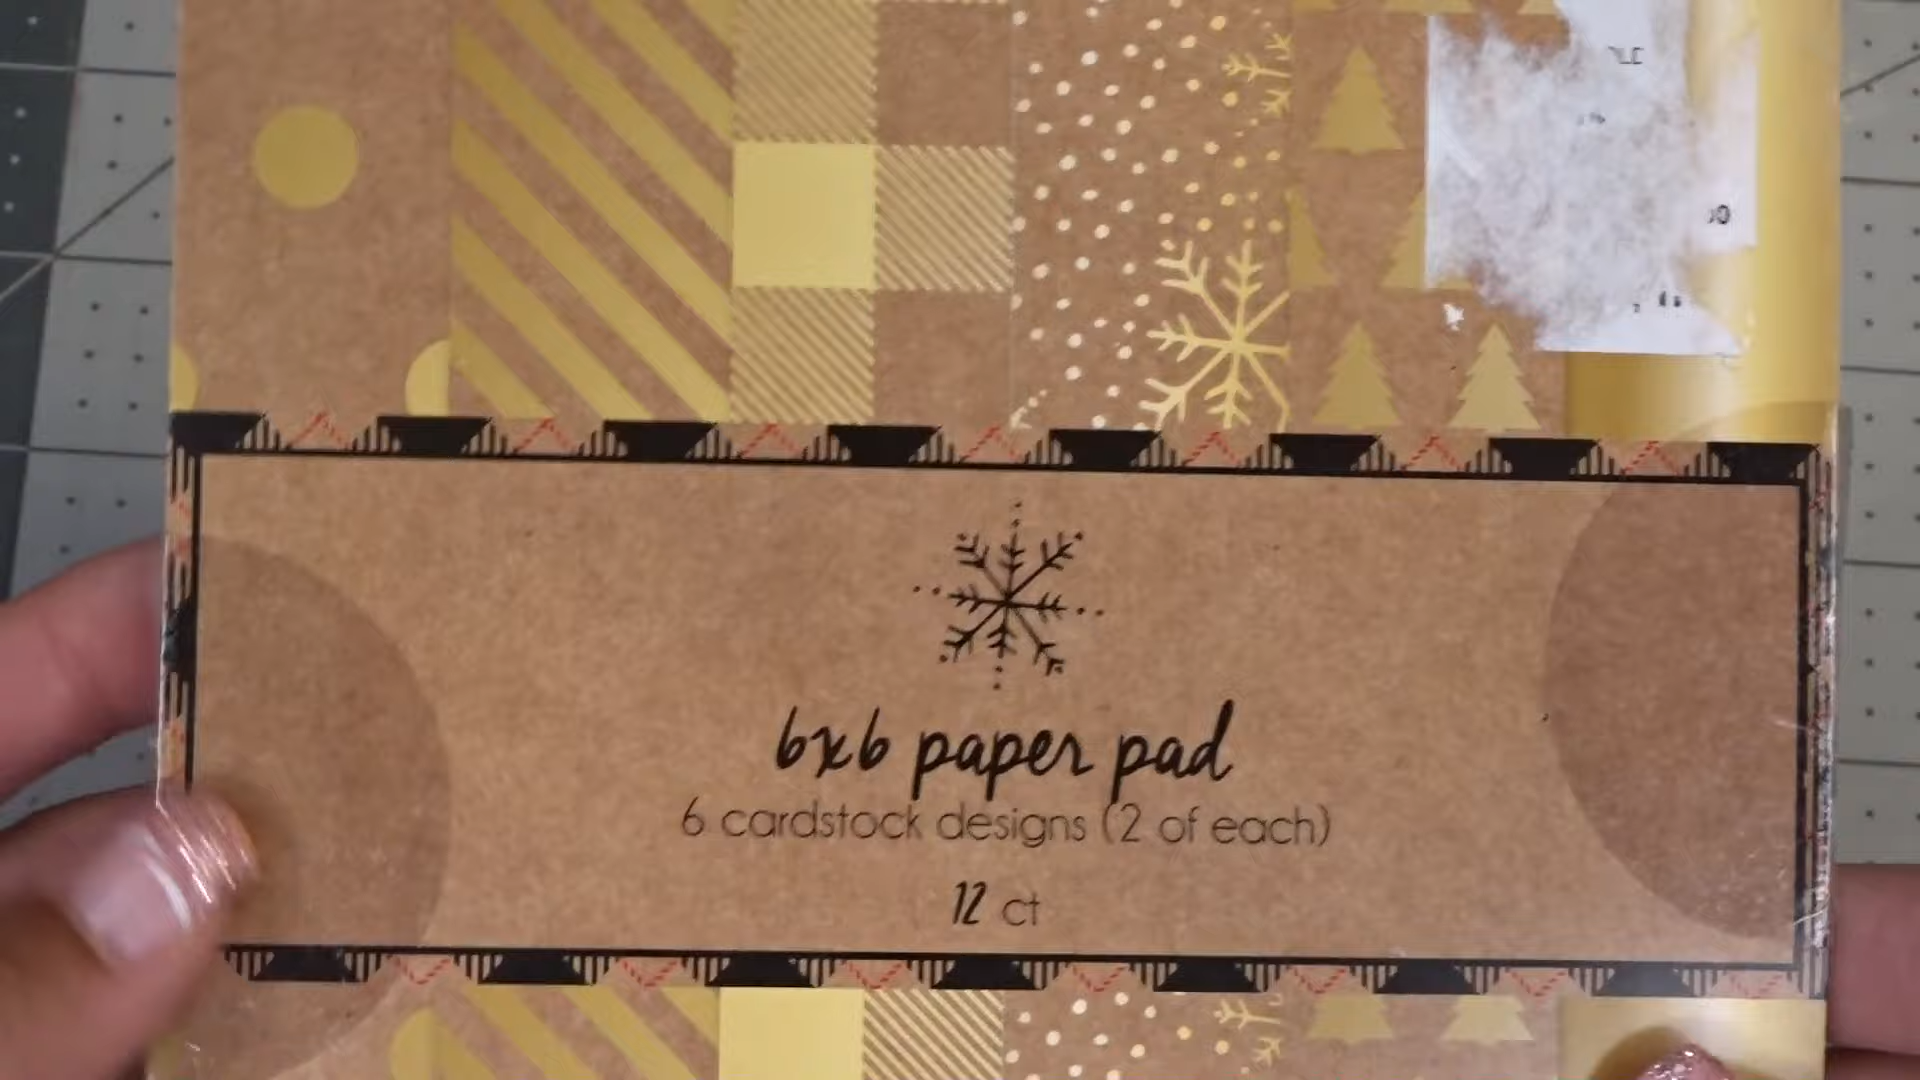 6x6 paper pad
6 cardstock designs (2 of each)
12 ct